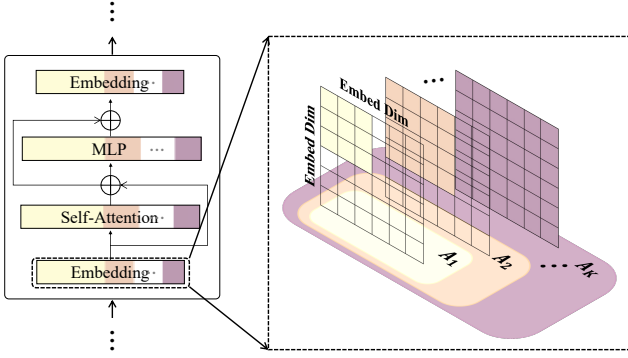 Embedding ...
MLP ...
Self-Attention ...
Embedding ...
Embed Dim
Embed Dim
...
A1
A2
... AK